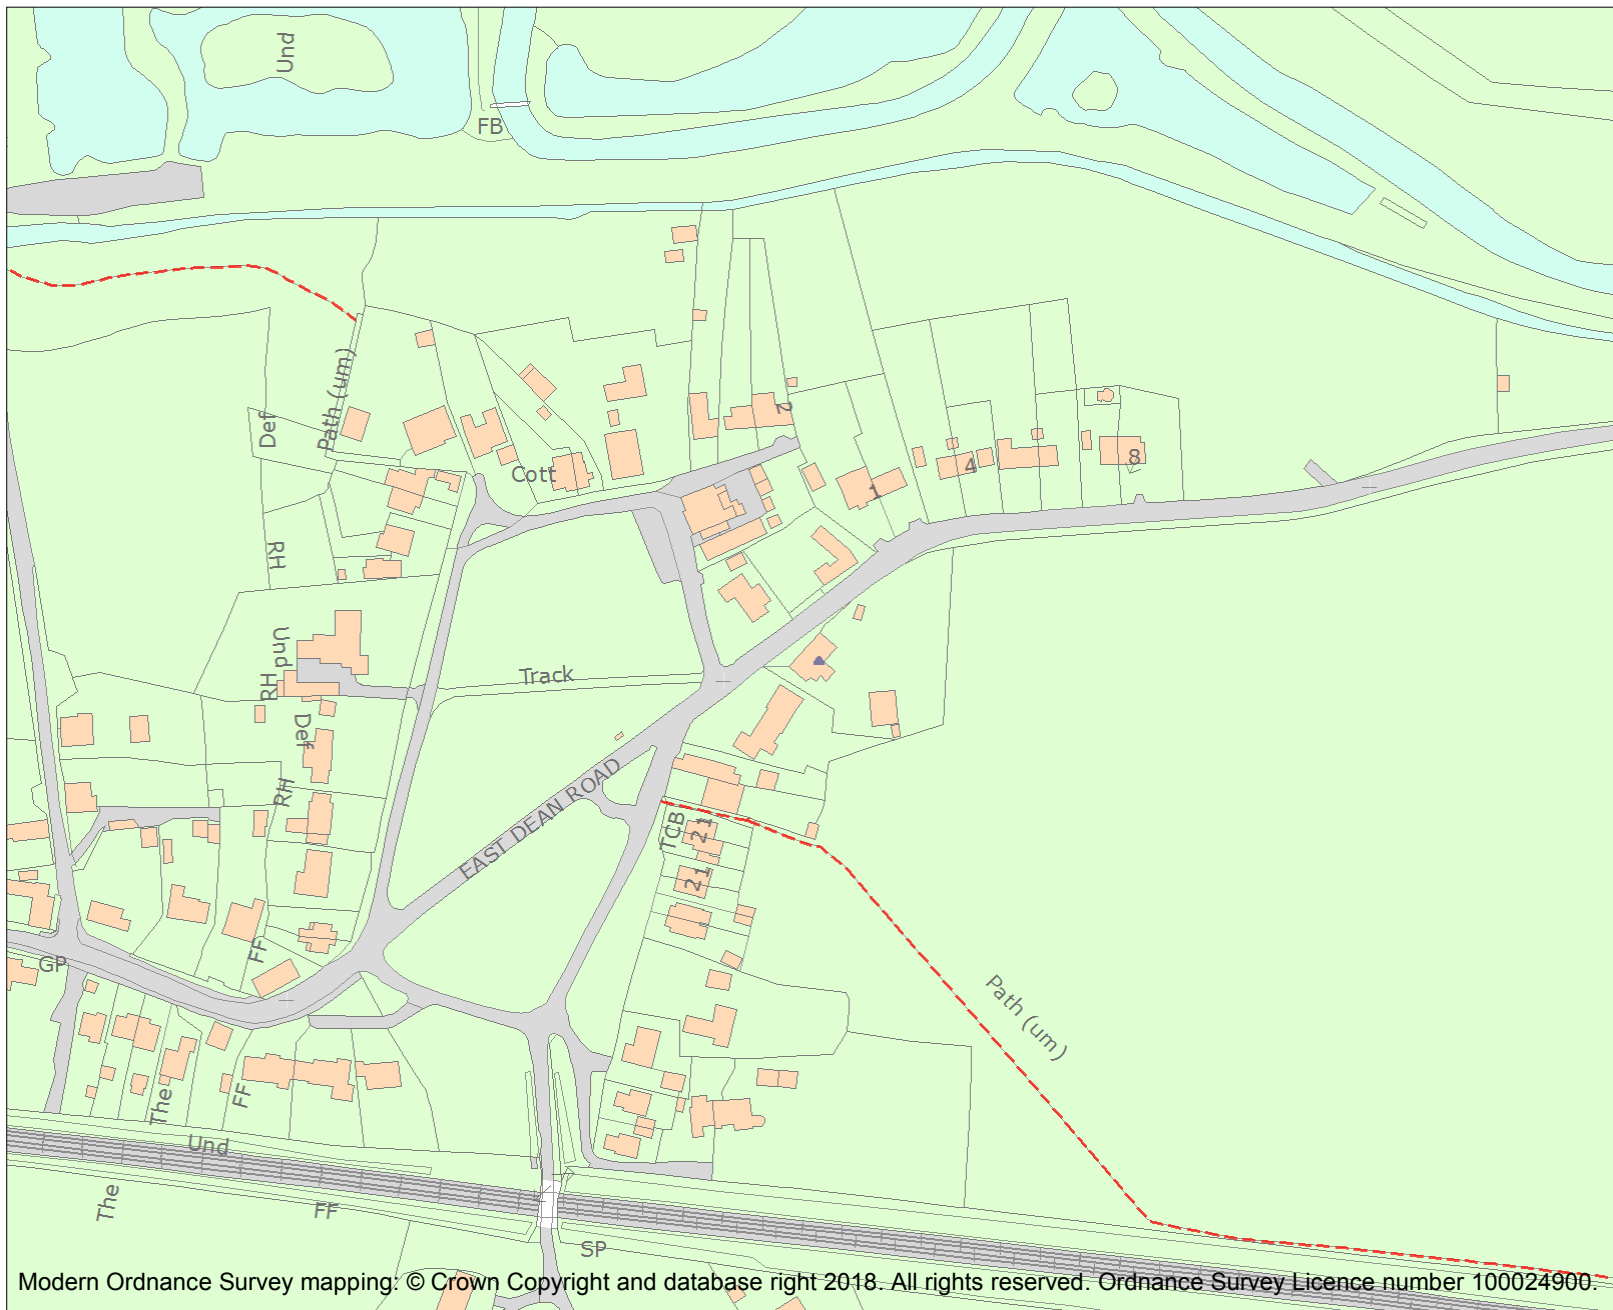 Und
FB
Path (um)
Def
2
Cott
4
8
1
RH
Und
RH
Track
Def
RH
EAST DEAN ROAD
TCB
21
21
FF
GP
Path (um)
The
FF
Und
The
FF
SP
Modern Ordnance Survey mapping: © Crown Copyright and database right 2018. All rights reserved. Ordnance Survey Licence number 100024900.